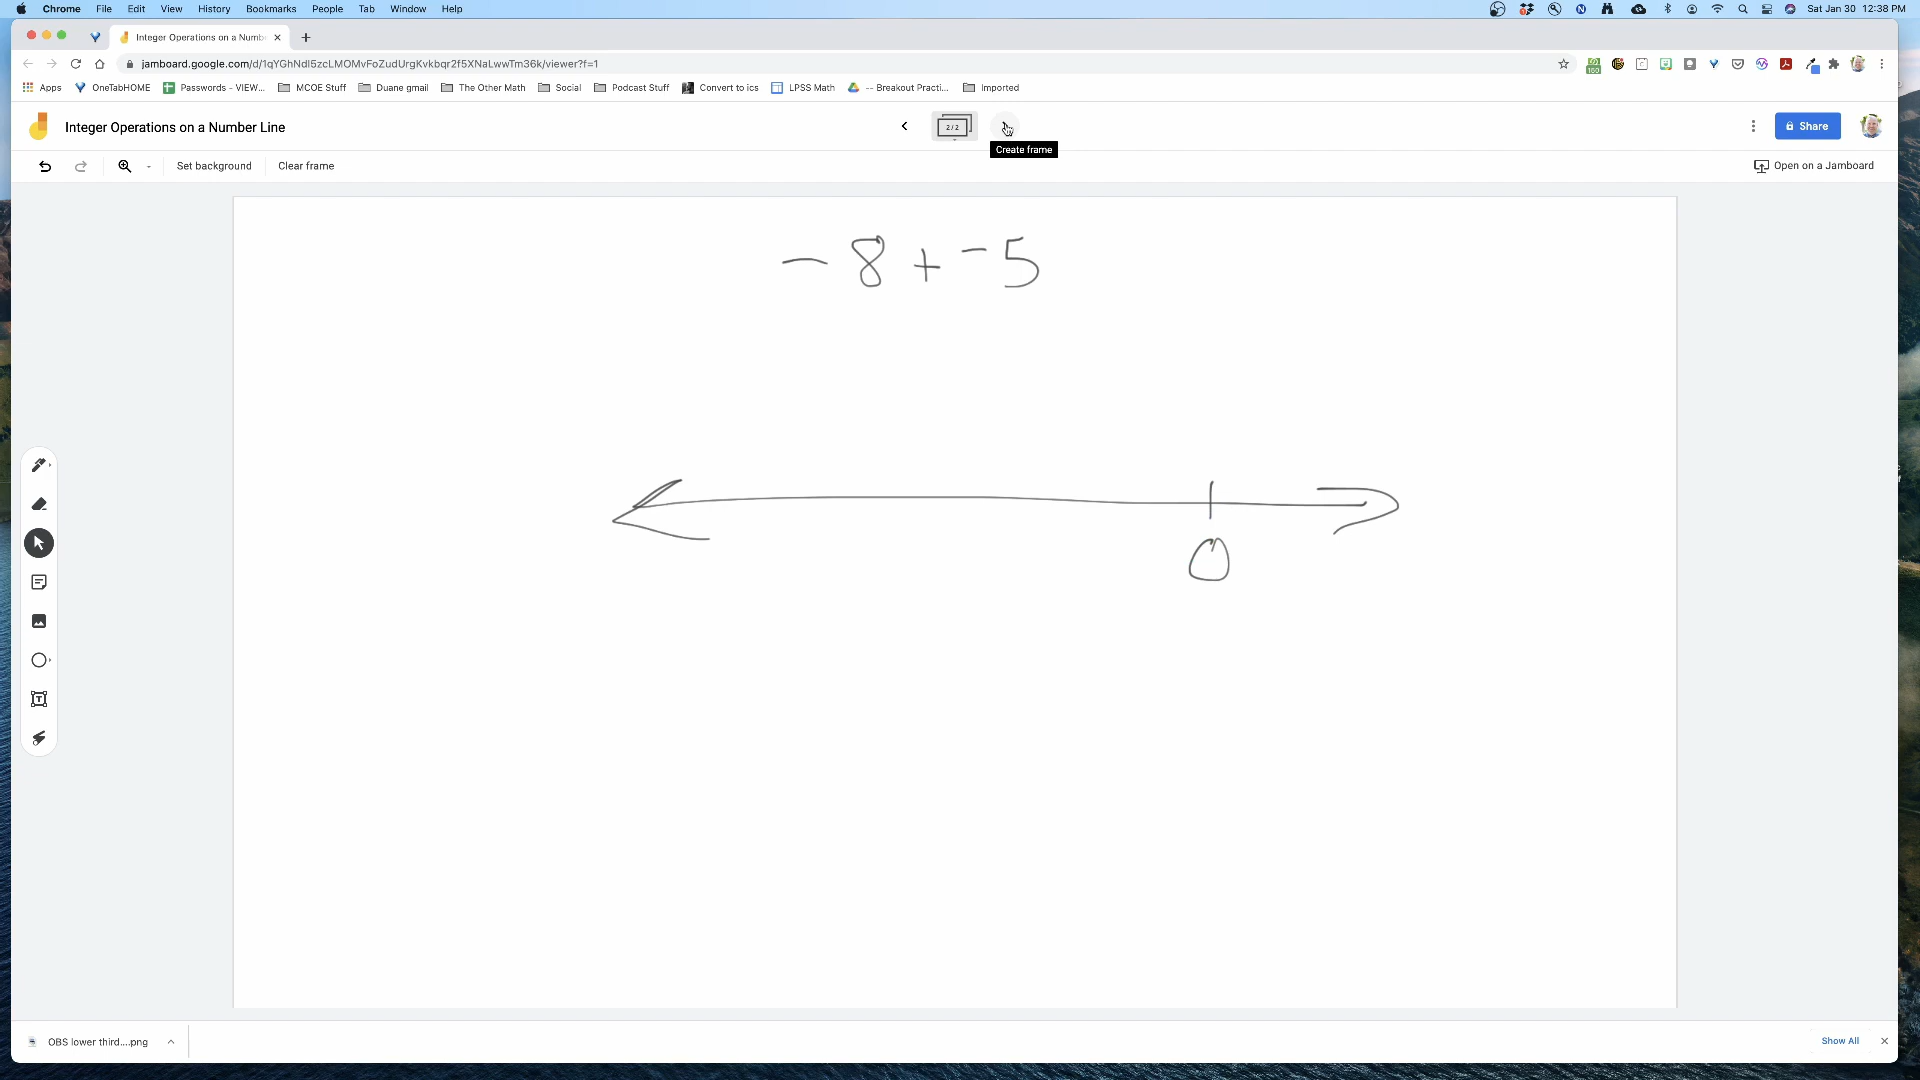 Chrome File Edit View History Bookmarks People Tab Window Help Sat Jan 30 12:38 PM
Integer Operations on a Numb
jamboard.google.com/d/1qYGhNdI5zcLMOMvFoZudUrgKvkbqr2f5XNaLwwTm36k/viewer?f=1
Apps OneTabHOME Passwords - VIEW... MCOE Stuff Duane gmail The Other Math Social Podcast Stuff Convert to ics LPSS Math -- Breakout Practi... Imported
Integer Operations on a Number Line 2 / 2 Share
Create frame
Set background Clear frame Open on a Jamboard
- 8 + - 5
0
OBS lower third....png Show All